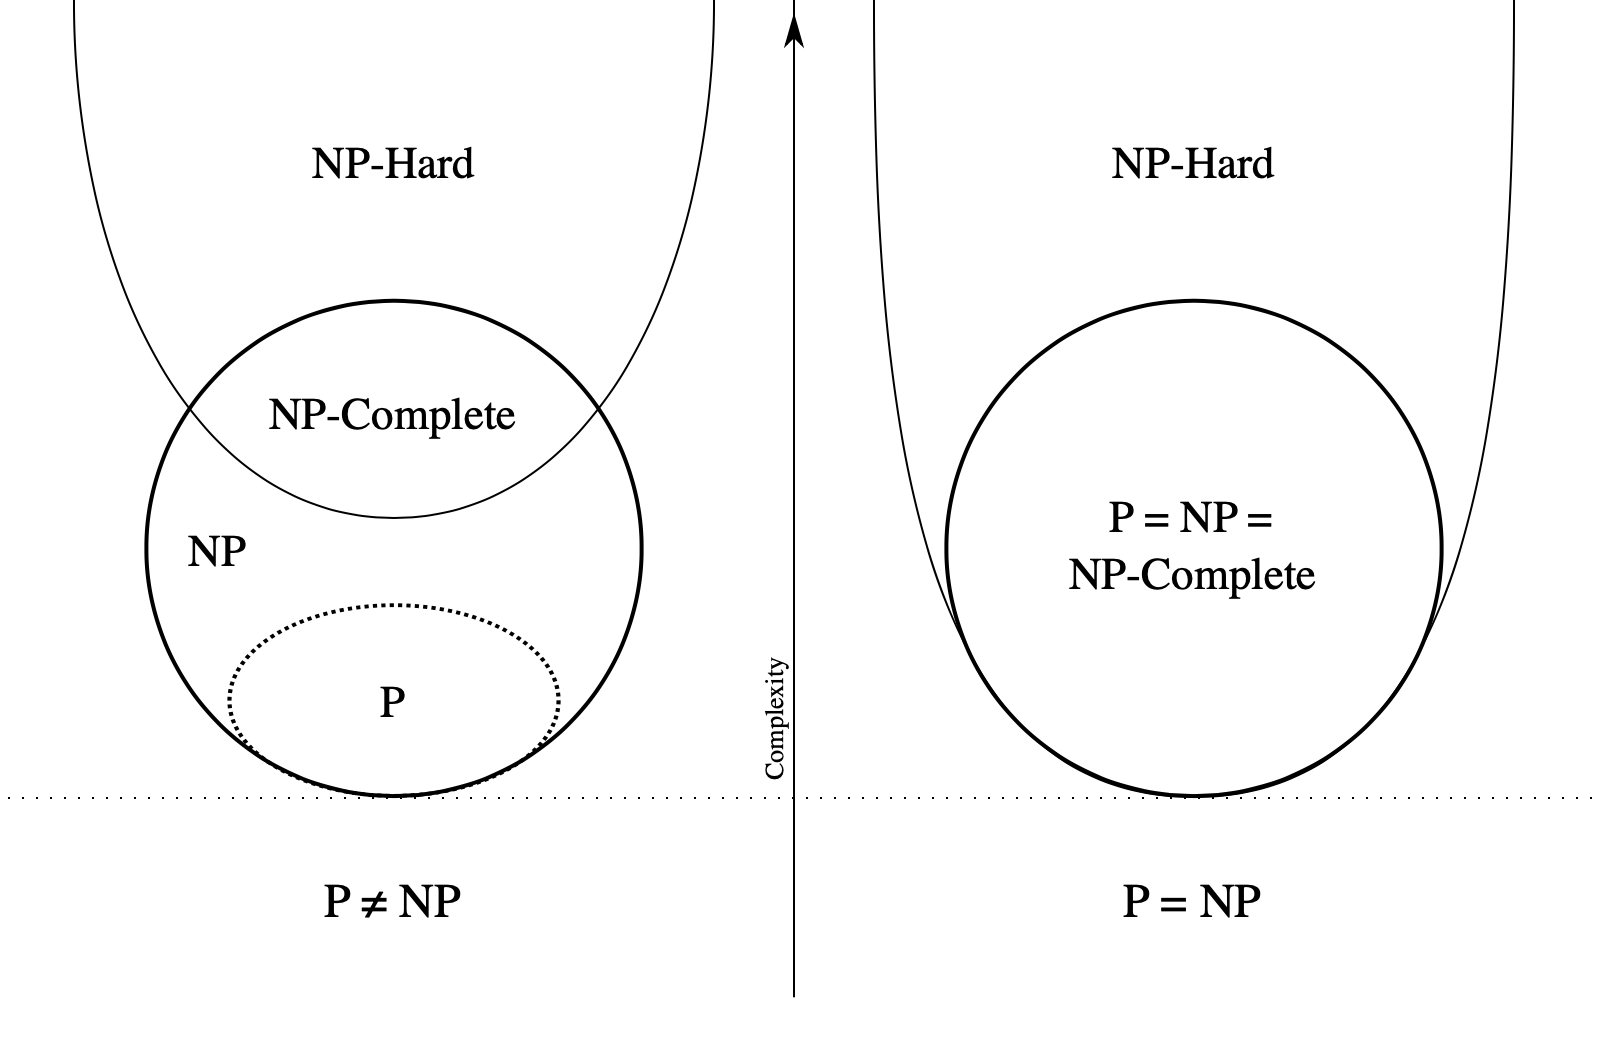 NP-Hard
NP-Complete
NP
P
P ≠ NP
Complexity
NP-Hard
P = NP =
NP-Complete
P = NP